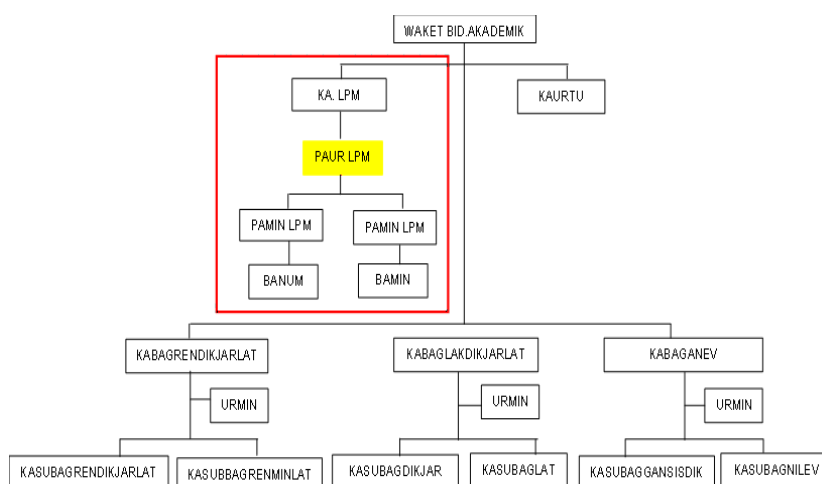 WAKET BID.AKADEMIK
KA. LPM
KAURTU
PAUR LPM
PAMIN LPM
PAMIN LPM
BANUM
BAMIN
KABAGRENDIKJARLAT
KABAGLAKDIKJARLAT
KABAGANEV
URMIN
URMIN
URMIN
KASUBAGRENDIKJARLAT
KASUBBAGRENMINLAT
KASUBAGDIKJAR
KASUBAGLAT
KASUBAGGANSISDIK
KASUBAGNILEV